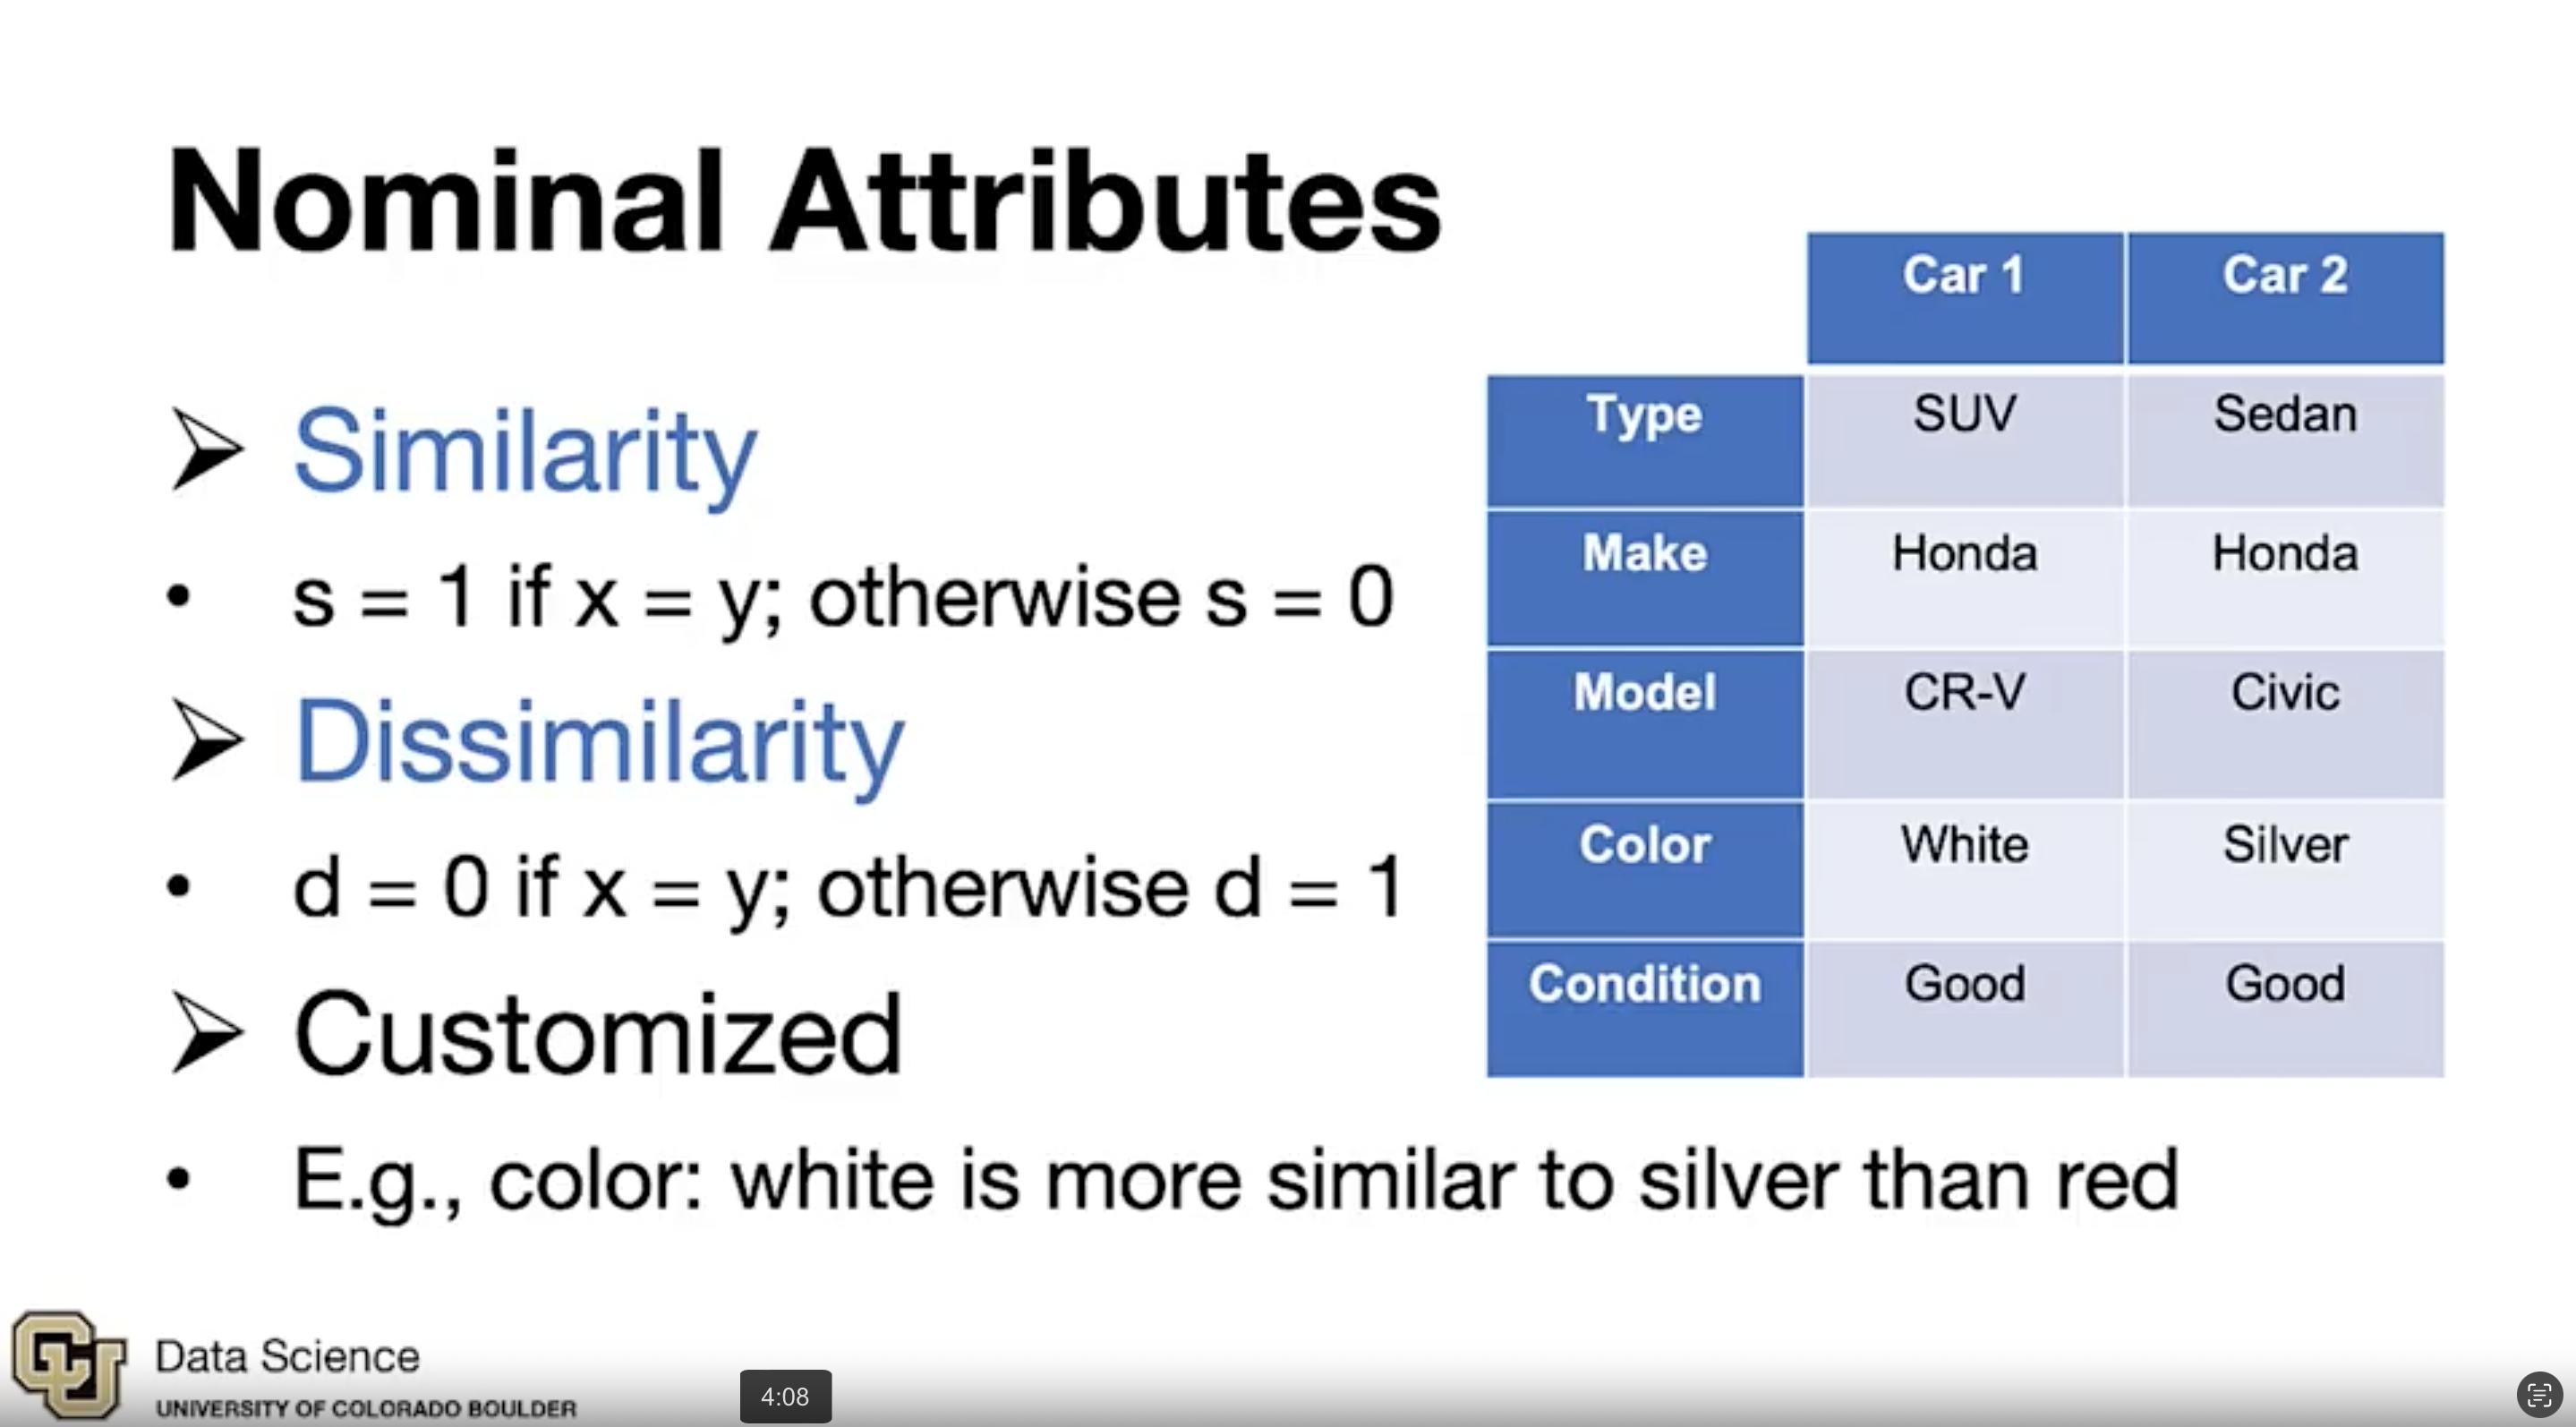 Nominal Attributes
➢ Similarity
• s = 1 if x = y; otherwise s = 0
➢ Dissimilarity
• d = 0 if x = y; otherwise d = 1
➢ Customized
• E.g., color: white is more similar to silver than red
Car 1 Car 2
Type SUV Sedan
Make Honda Honda
Model CR-V Civic
Color White Silver
Condition Good Good
CU
Data Science
UNIVERSITY OF COLORADO BOULDER
4:08